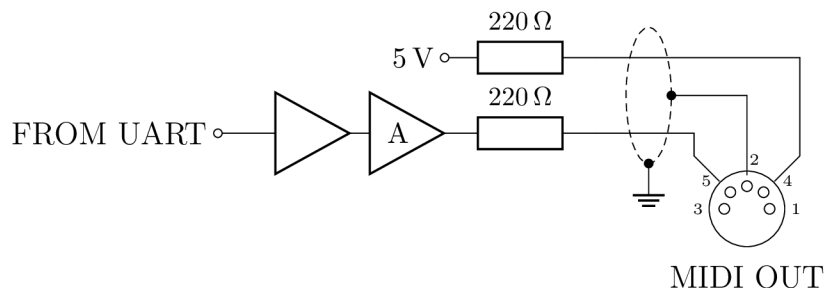 220 Ω
5 V
220 Ω
FROM UART
A
2
5
4
3
1
MIDI OUT